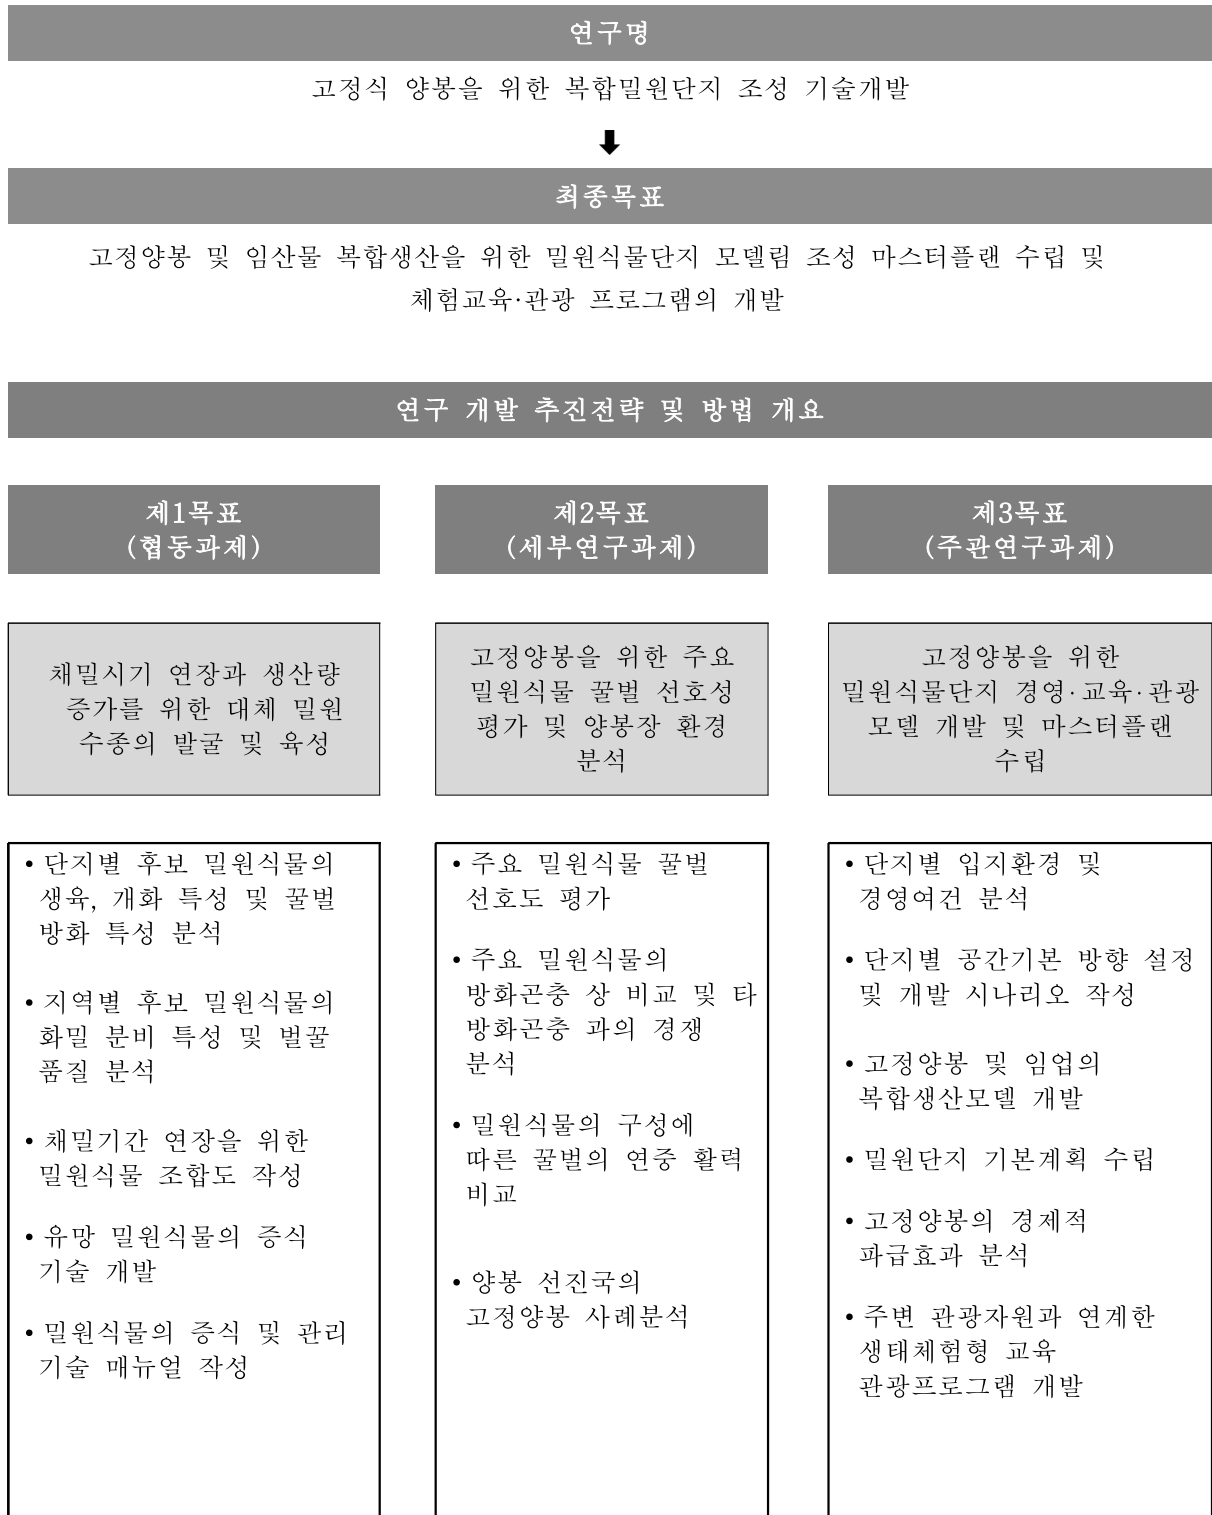 연구명
고정식 양봉을 위한 복합밀원단지 조성 기술개발
최종목표
고정양봉 및 임산물 복합생산을 위한 밀원식물단지 모델림 조성 마스터플랜 수립 및
체험교육·관광 프로그램의 개발
연구 개발 추진전략 및 방법 개요
제1목표
(협동과제)
채밀시기 연장과 생산량
증가를 위한 대체 밀원
수종의 발굴 및 육성
• 단지별 후보 밀원식물의
생육, 개화 특성 및 꿀벌
방화 특성 분석
• 지역별 후보 밀원식물의
화밀 분비 특성 및 벌꿀
품질 분석
• 채밀기간 연장을 위한
밀원식물 조합도 작성
• 유망 밀원식물의 증식
기술 개발
• 밀원식물의 증식 및 관리
기술 매뉴얼 작성
제2목표
(세부연구과제)
고정양봉을 위한 주요
밀원식물 꿀벌 선호성
평가 및 양봉장 환경
분석
• 주요 밀원식물 꿀벌
선호도 평가
• 주요 밀원식물의
방화곤충 상 비교 및 타
방화곤충 과의 경쟁
분석
• 밀원식물의 구성에
따른 꿀벌의 연중 활력
비교
• 양봉 선진국의
고정양봉 사례분석
제3목표
(주관연구과제)
고정양봉을 위한
밀원식물단지 경영·교육·관광
모델 개발 및 마스터플랜
수립
• 단지별 입지환경 및
경영여건 분석
• 단지별 공간기본 방향 설정
및 개발 시나리오 작성
• 고정양봉 및 임업의
복합생산모델 개발
• 밀원단지 기본계획 수립
• 고정양봉의 경제적
파급효과 분석
• 주변 관광자원과 연계한
생태체험형 교육
관광프로그램 개발